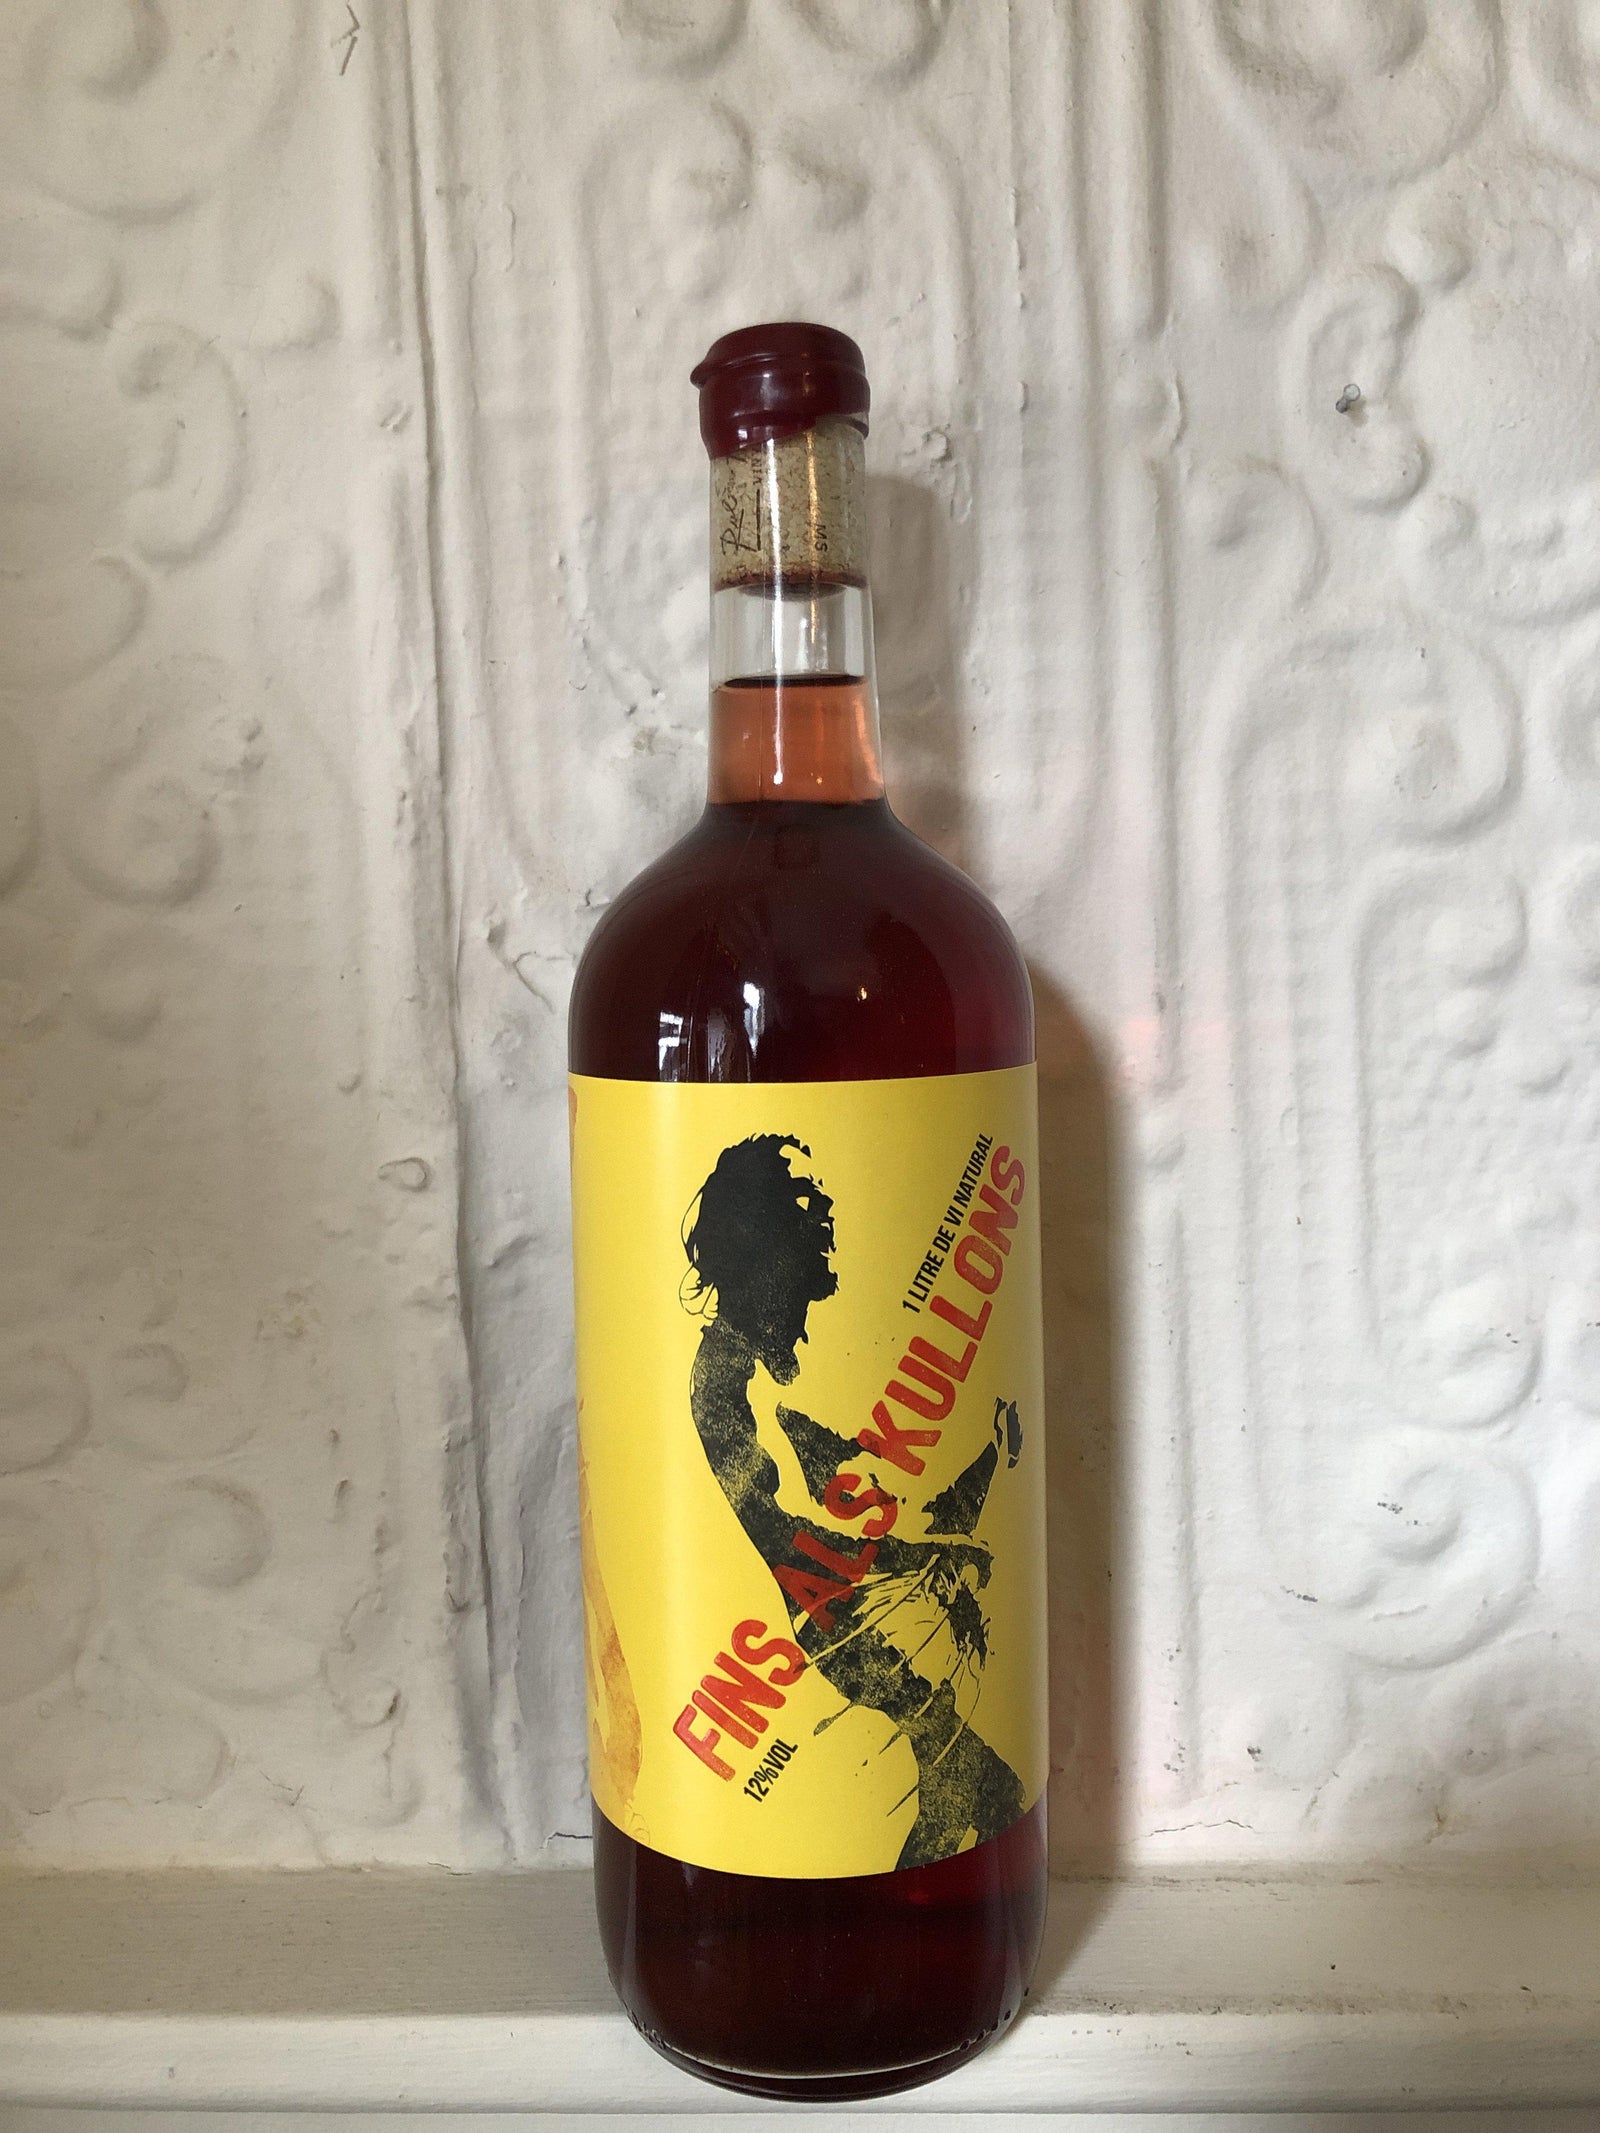 1 LITRE DE VI NATURAL
FINS ALS KULLONS
12%VOL